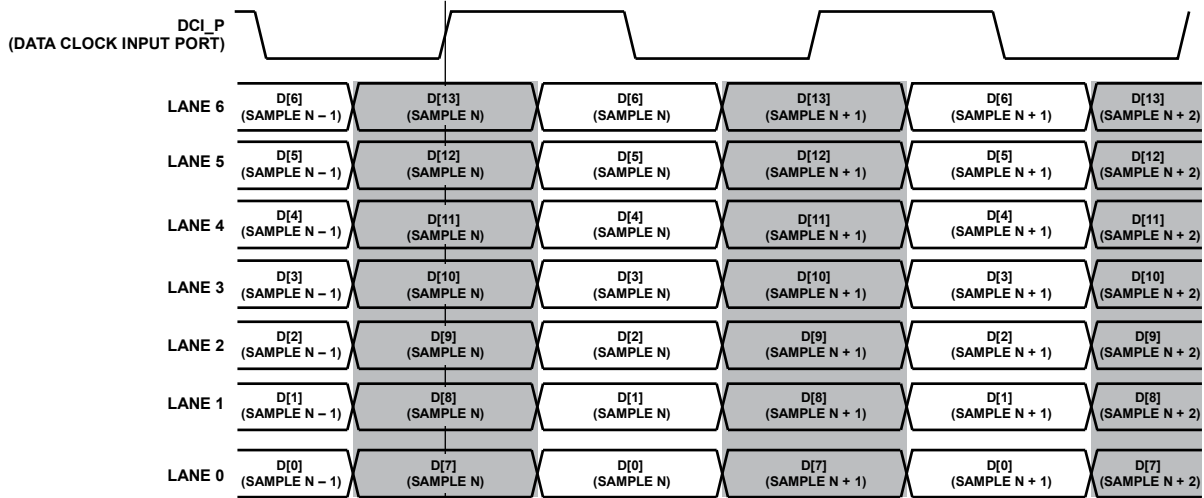 DCI_P
(DATA CLOCK INPUT PORT)
LANE 6
D[6]
(SAMPLE N – 1)
D[13]
(SAMPLE N)
D[6]
(SAMPLE N)
D[13]
(SAMPLE N + 1)
D[6]
(SAMPLE N + 1)
D[13]
(SAMPLE N + 2)
LANE 5
D[5]
(SAMPLE N – 1)
D[12]
(SAMPLE N)
D[5]
(SAMPLE N)
D[12]
(SAMPLE N + 1)
D[5]
(SAMPLE N + 1)
D[12]
(SAMPLE N + 2)
LANE 4
D[4]
(SAMPLE N – 1)
D[11]
(SAMPLE N)
D[4]
(SAMPLE N)
D[11]
(SAMPLE N + 1)
D[4]
(SAMPLE N + 1)
D[11]
(SAMPLE N + 2)
LANE 3
D[3]
(SAMPLE N – 1)
D[10]
(SAMPLE N)
D[3]
(SAMPLE N)
D[10]
(SAMPLE N + 1)
D[3]
(SAMPLE N + 1)
D[10]
(SAMPLE N + 2)
LANE 2
D[2]
(SAMPLE N – 1)
D[9]
(SAMPLE N)
D[2]
(SAMPLE N)
D[9]
(SAMPLE N + 1)
D[2]
(SAMPLE N + 1)
D[9]
(SAMPLE N + 2)
LANE 1
D[1]
(SAMPLE N – 1)
D[8]
(SAMPLE N)
D[1]
(SAMPLE N)
D[8]
(SAMPLE N + 1)
D[1]
(SAMPLE N + 1)
D[8]
(SAMPLE N + 2)
LANE 0
D[0]
(SAMPLE N – 1)
D[7]
(SAMPLE N)
D[0]
(SAMPLE N)
D[7]
(SAMPLE N + 1)
D[0]
(SAMPLE N + 1)
D[7]
(SAMPLE N + 2)